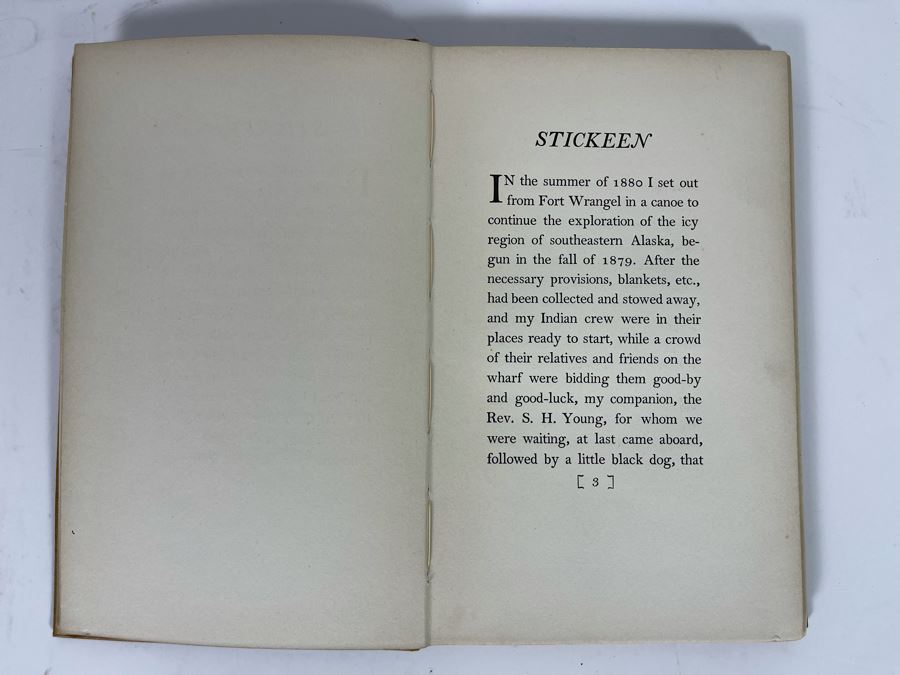 STICKEEN
IN the summer of 1880 I set out
from Fort Wrangel in a canoe to
continue the exploration of the icy
region of southeastern Alaska, be-
gun in the fall of 1879. After the
necessary provisions, blankets, etc.,
had been collected and stowed away,
and my Indian crew were in their
places ready to start, while a crowd
of their relatives and friends on the
wharf were bidding them good-by
and good-luck, my companion, the
Rev. S. H. Young, for whom we
were waiting, at last came aboard,
followed by a little black dog, that
[ 3 ]